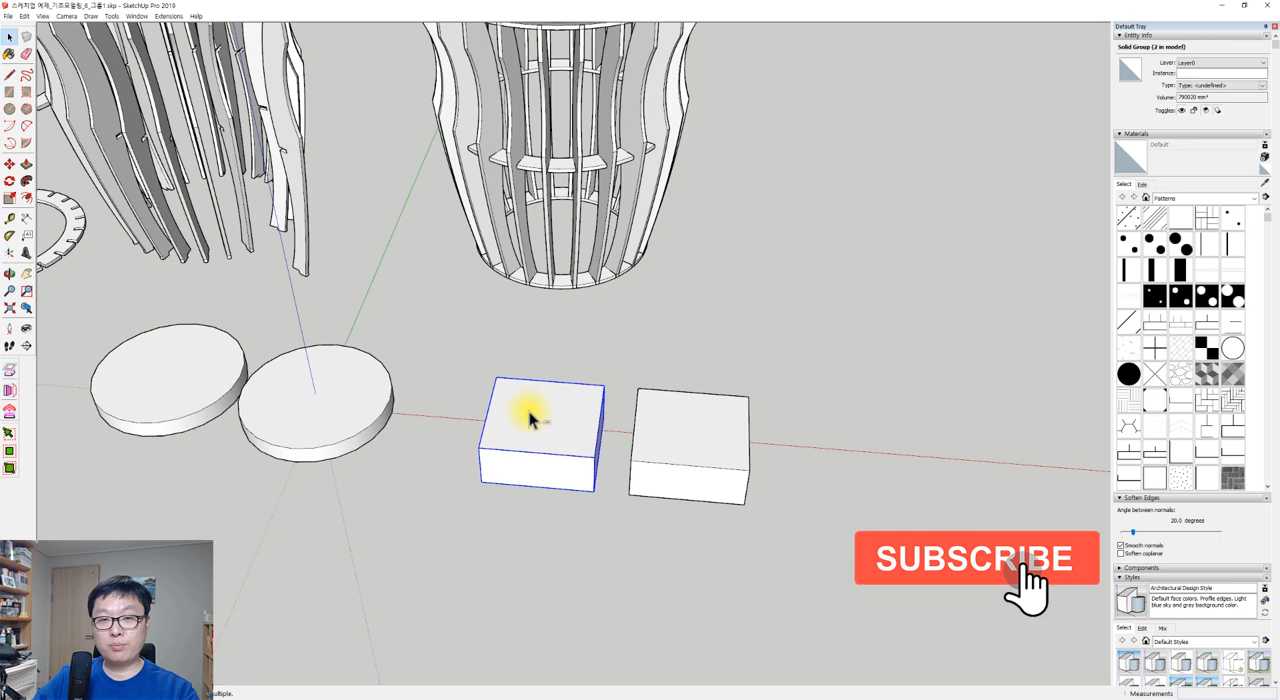 스케치업 예제_기초모델링_6_그룹1.skp - SketchUp Pro 2019
File Edit View Camera Draw Tools Window Extensions Help
Default Tray
Entity Info
Solid Group (2 in model)
Layer: Layer0
Instance:
Type: Type: <undefined>
Volume: 790020 mm³
Toggles:
Materials
Default
Select Edit
Patterns
Soften Edges
Angle between normals:
20.0 degrees
Smooth normals
Soften coplanar
Components
Styles
Architectural Design Style
Default face colors. Profile edges. Light
blue sky and gray background color.
Select Edit Mix
Default Styles
SUBSCRIBE
Measurements